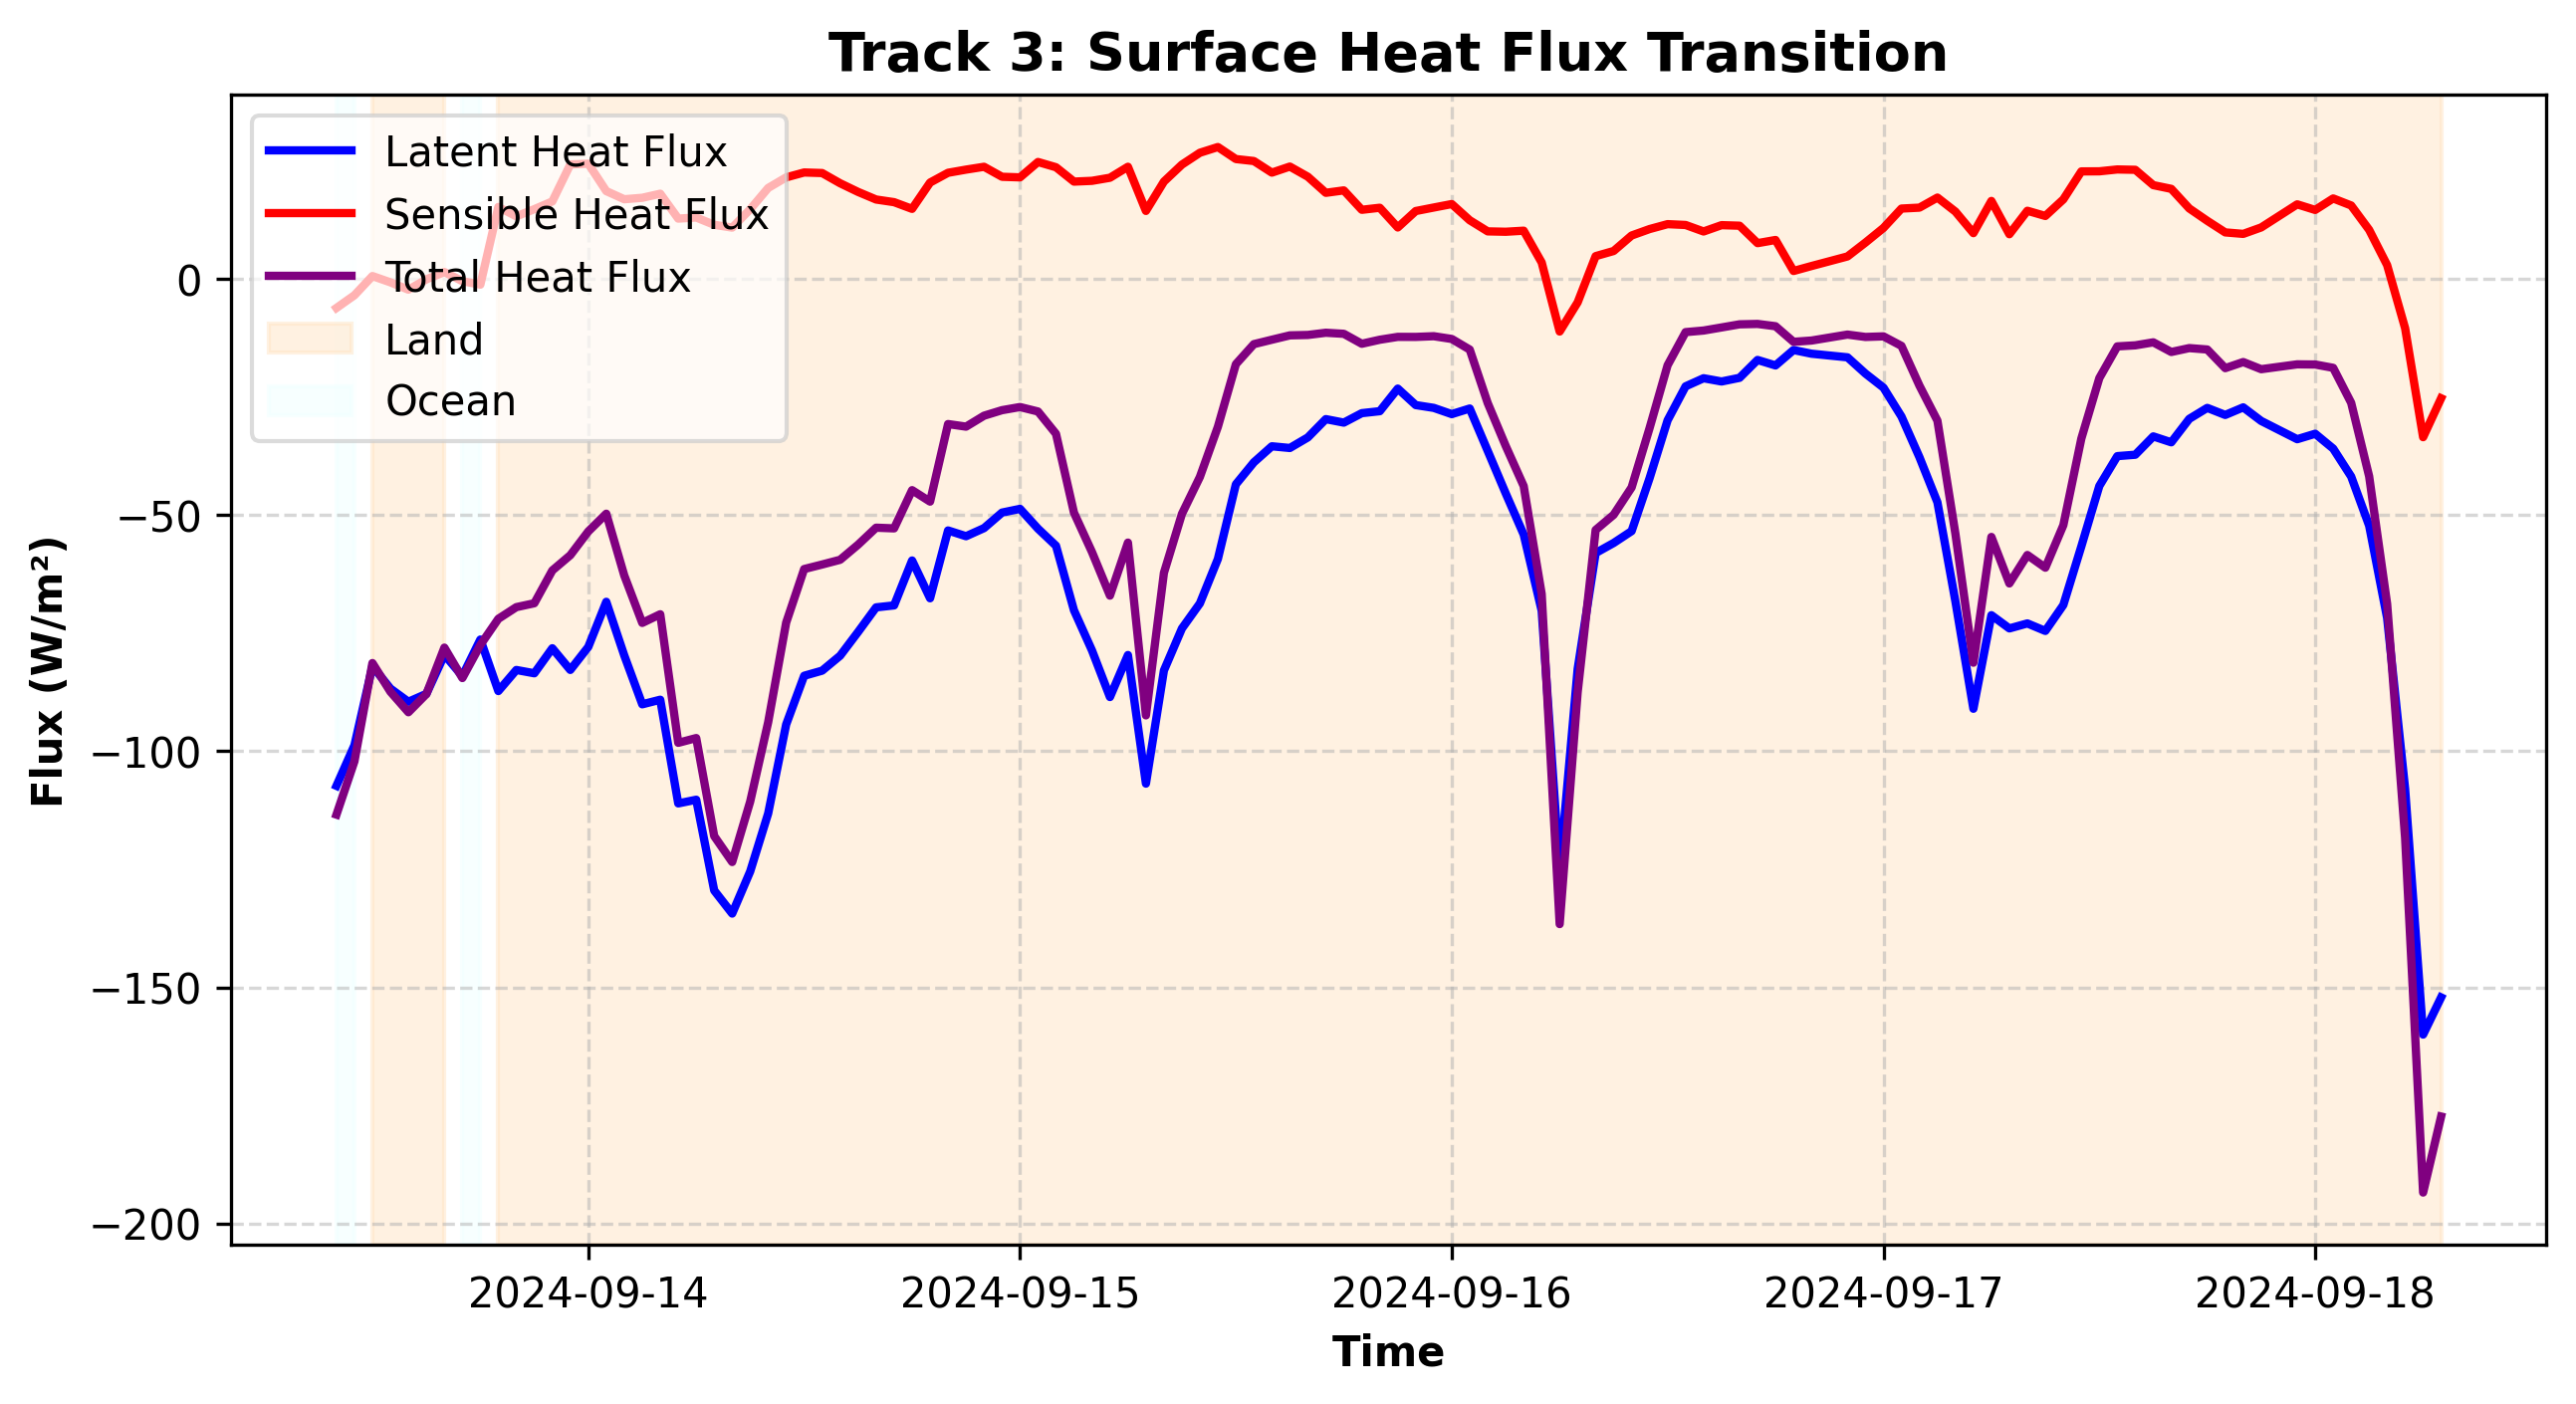 Track 3: Surface Heat Flux Transition
Latent Heat Flux
Sensible Heat Flux
Total Heat Flux
Land
Ocean
0
−50
−100
−150
−200
Flux (W/m²)
2024-09-14 2024-09-15 2024-09-16 2024-09-17 2024-09-18
Time